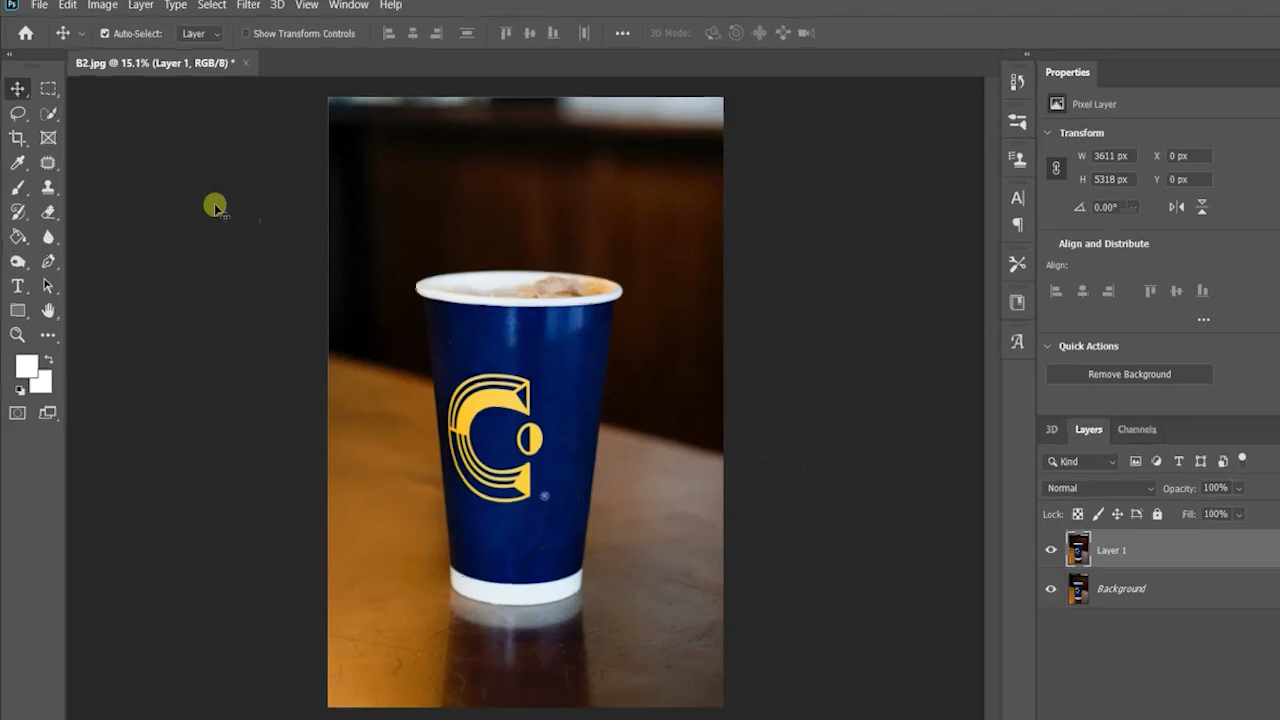 Ps File Edit Image Layer Type Select Filter 3D View Window Help
Auto-Select: Layer Show Transform Controls 3D Mode:
B2.jpg @ 15.1% (Layer 1, RGB/8) * ×
Properties
Pixel Layer
Transform
W 3611 px X 0 px
H 5318 px Y 0 px
0.00°
Align and Distribute
Align:
Quick Actions
Remove Background
3D Layers Channels
Kind
Normal Opacity: 100%
Lock: Fill: 100%
Layer 1
Background
C
®